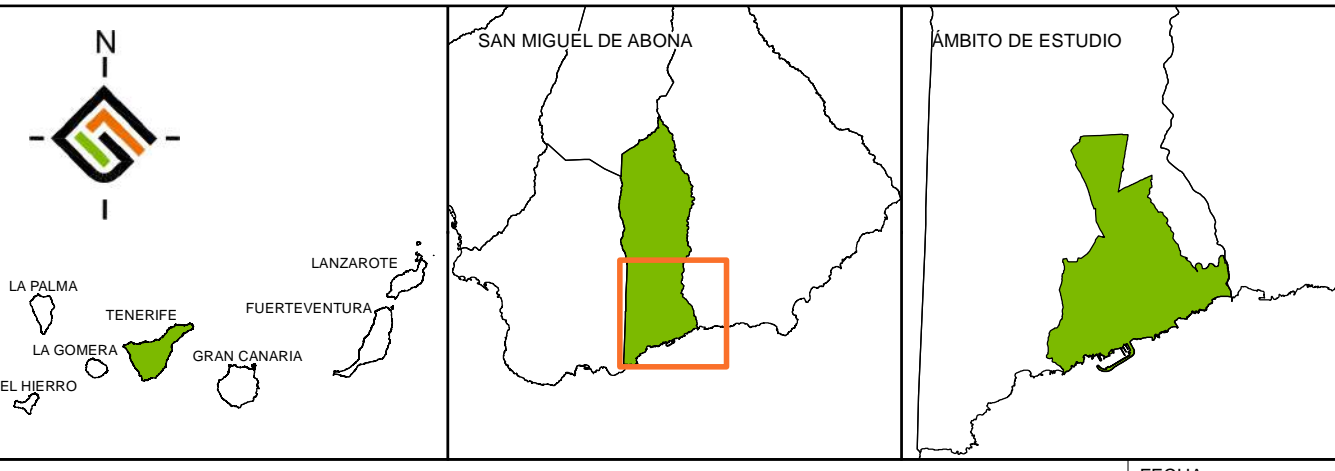 N
LANZAROTE
LA PALMA
FUERTEVENTURA
TENERIFE
LA GOMERA
GRAN CANARIA
EL HIERRO
SAN MIGUEL DE ABONA
ÁMBITO DE ESTUDIO